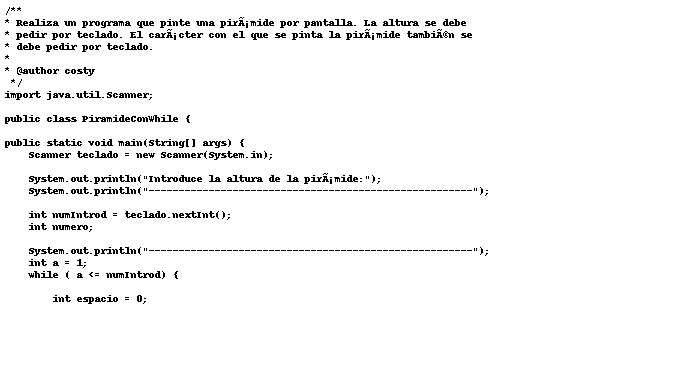 /**
* Realiza un programa que pinte una pirÃ¡mide por pantalla. La altura se debe
* pedir por teclado. El carÃ¡cter con el que se pinta la pirÃ¡mide tambiÃ©n se
* debe pedir por teclado.
*
* @author costy
*/
import java.util.Scanner;
public class PiramideConWhile {
public static void main(String[] args) {
Scanner teclado = new Scanner(System.in);
System.out.println("Introduce la altura de la pirÃ¡mide:");
System.out.println("------------------------------------------------------");
int numIntrod = teclado.nextInt();
int numero;
System.out.println("------------------------------------------------------");
int a = 1;
while ( a <= numIntrod) {
int espacio = 0;